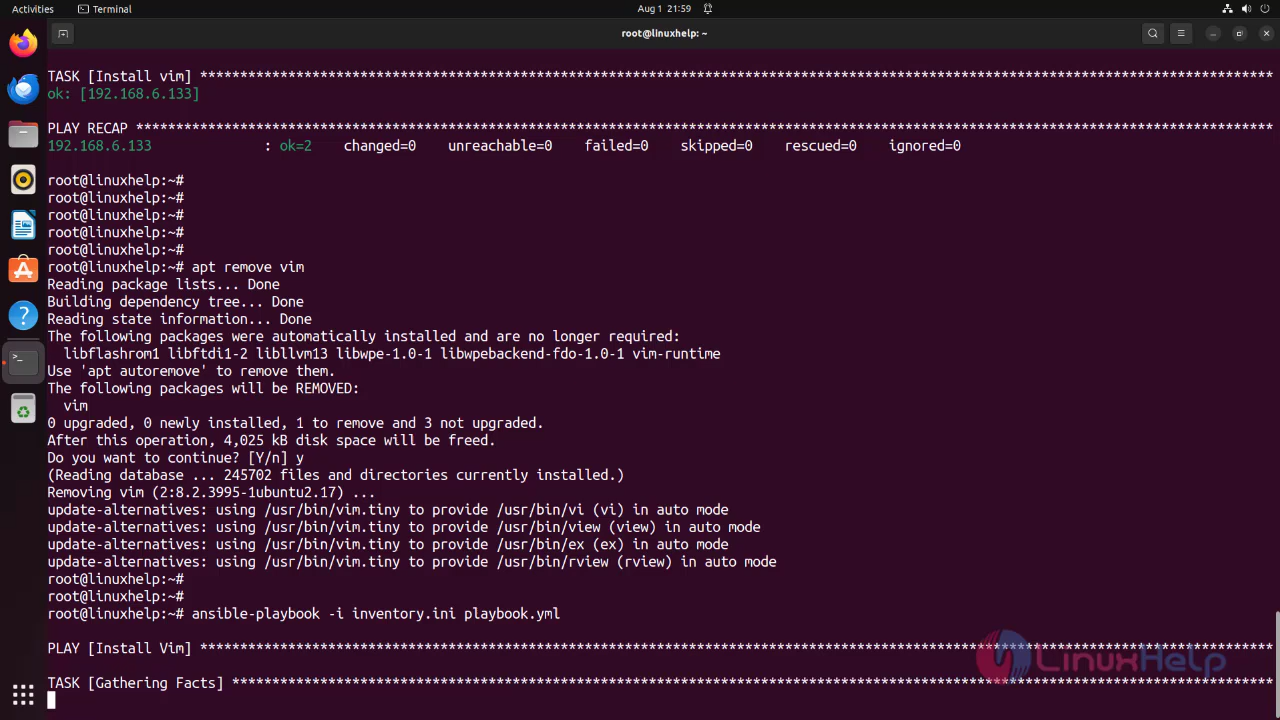 Activities Terminal Aug 1 21:59
root@linuxhelp: ~
TASK [Install vim] **************************************************************************************************************************************
ok: [192.168.6.133]
PLAY RECAP **********************************************************************************************************************************************
192.168.6.133 : ok=2 changed=0 unreachable=0 failed=0 skipped=0 rescued=0 ignored=0
root@linuxhelp:~#
root@linuxhelp:~#
root@linuxhelp:~#
root@linuxhelp:~#
root@linuxhelp:~#
root@linuxhelp:~# apt remove vim
Reading package lists... Done
Building dependency tree... Done
Reading state information... Done
The following packages were automatically installed and are no longer required:
libflashrom1 libftdi1-2 libllvm13 libwpe-1.0-1 libwpebackend-fdo-1.0-1 vim-runtime
Use 'apt autoremove' to remove them.
The following packages will be REMOVED:
vim
0 upgraded, 0 newly installed, 1 to remove and 3 not upgraded.
After this operation, 4,025 kB disk space will be freed.
Do you want to continue? [Y/n] y
(Reading database ... 245702 files and directories currently installed.)
Removing vim (2:8.2.3995-1ubuntu2.17) ...
update-alternatives: using /usr/bin/vim.tiny to provide /usr/bin/vi (vi) in auto mode
update-alternatives: using /usr/bin/vim.tiny to provide /usr/bin/view (view) in auto mode
update-alternatives: using /usr/bin/vim.tiny to provide /usr/bin/ex (ex) in auto mode
update-alternatives: using /usr/bin/vim.tiny to provide /usr/bin/rview (rview) in auto mode
root@linuxhelp:~#
root@linuxhelp:~#
root@linuxhelp:~# ansible-playbook -i inventory.ini playbook.yml
PLAY [Install Vim] **************************************************************************************************************************************
LinuxHelp
TASK [Gathering Facts] **********************************************************************************************************************************